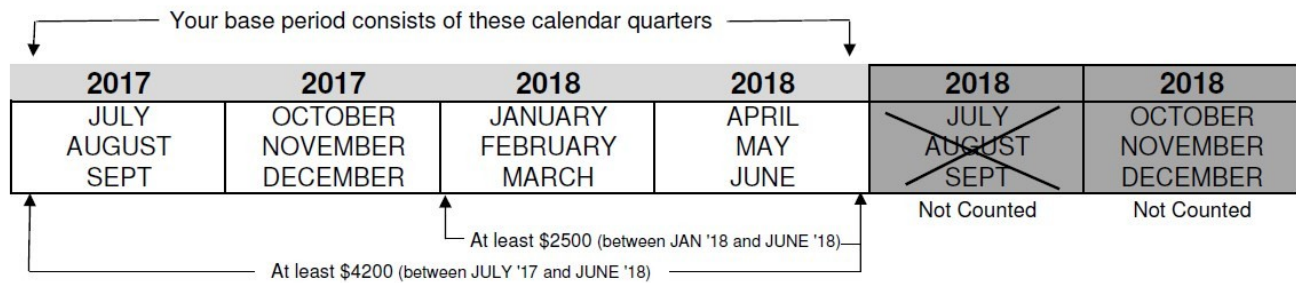 Your base period consists of these calendar quarters
2017 2017 2018 2018 2018 2018
JULY OCTOBER JANUARY APRIL JULY OCTOBER
AUGUST NOVEMBER FEBRUARY MAY AUGUST NOVEMBER
SEPT DECEMBER MARCH JUNE SEPT DECEMBER
Not Counted Not Counted
At least $2500 (between JAN '18 and JUNE '18)
At least $4200 (between JULY '17 and JUNE '18)